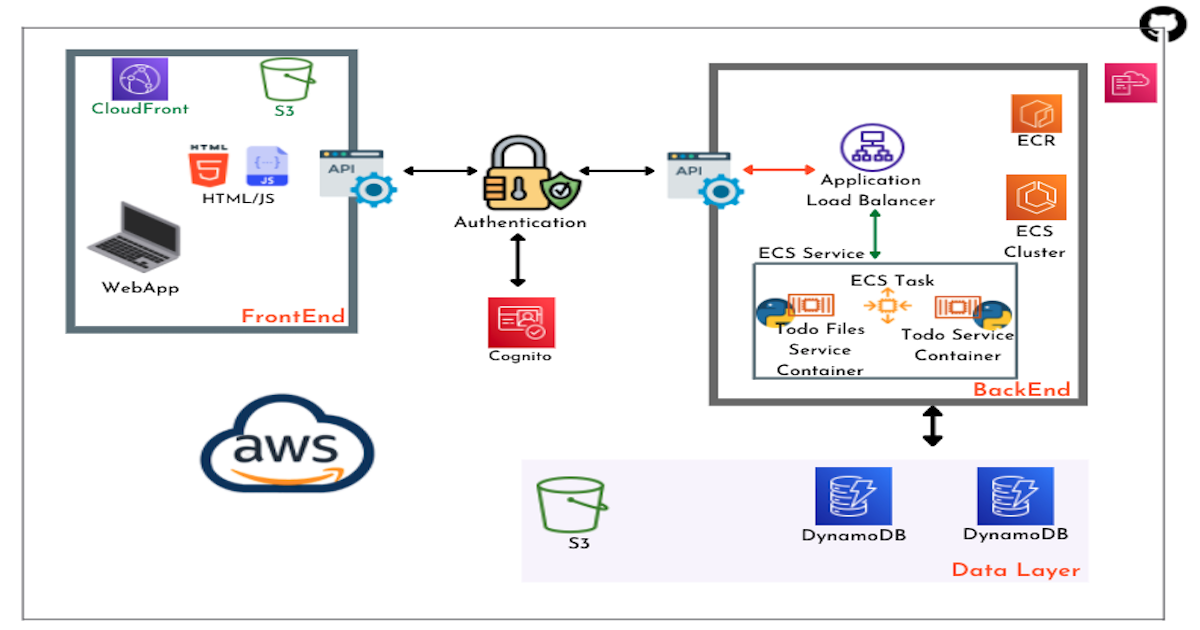 CloudFront
S3
HTML
5
{··}
JS
HTML/JS
API
WebApp
FrontEnd
Authentication
Cognito
API
Application
Load Balancer
ECR
ECS
Cluster
ECS Service
ECS Task
Todo Files
Service
Container
Todo Service
Container
BackEnd
aws
S3
DynamoDB
DynamoDB
Data Layer